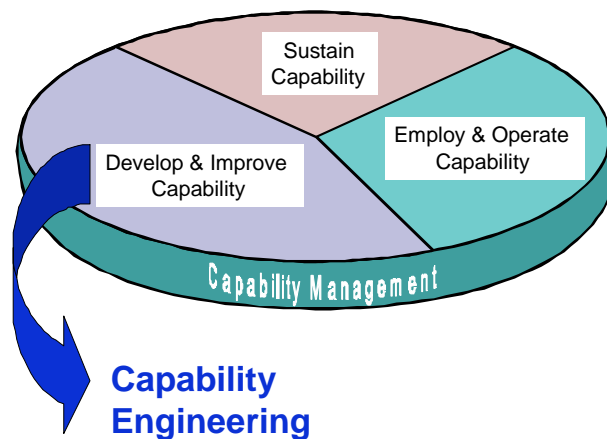 Sustain
Capability
Employ & Operate
Capability
Develop & Improve
Capability
Capability Management
Capability
Engineering